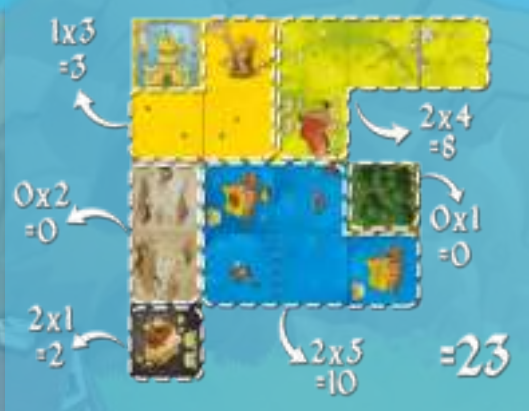 1x3
=3
2x4
=8
0x2
=0
0x1
=0
2x1
=2
2x5
=10
=23